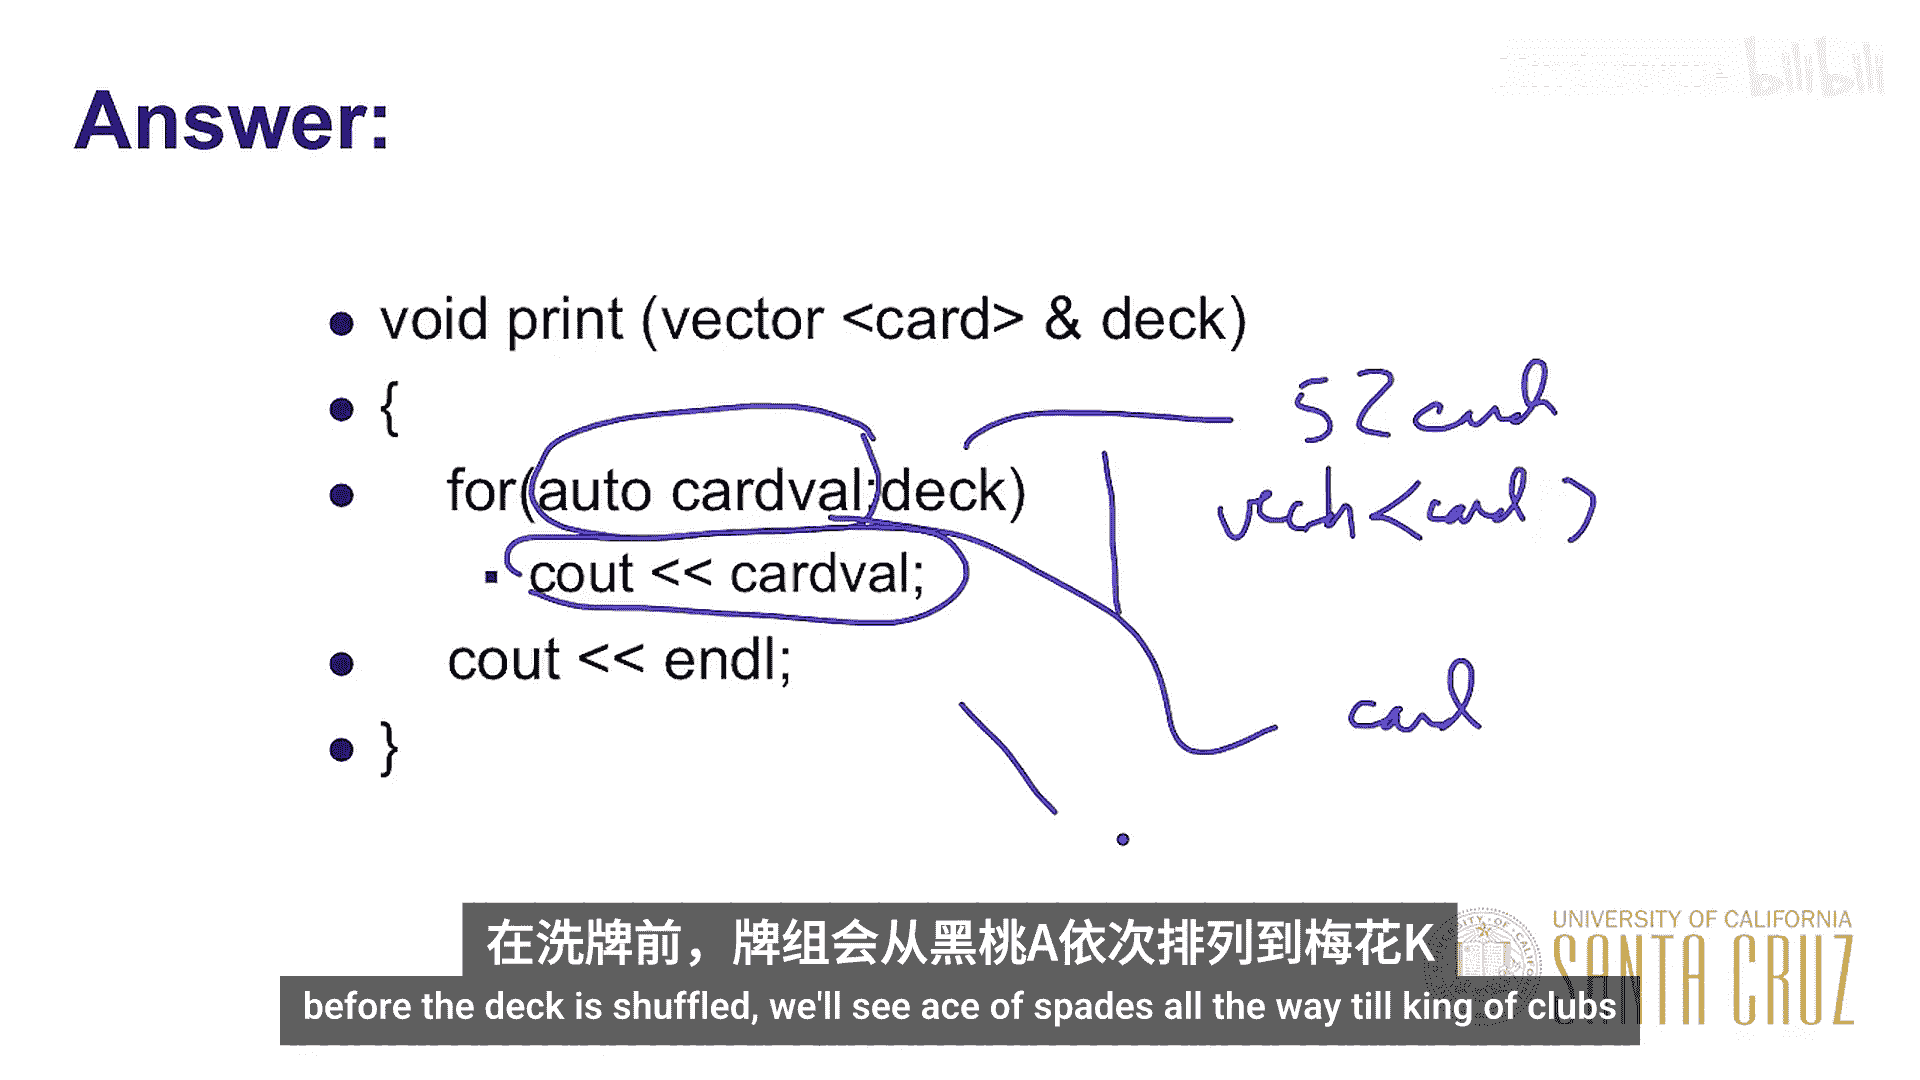 bilibili
Answer:
● void print (vector <card> & deck)
● {
52 card
● for(auto cardval;deck)
vech<card>
▪ cout << cardval;
● cout << endl;
card
● }
在洗牌前，牌组会从黑桃A依次排列到梅花K
before the deck is shuffled, we'll see ace of spades all the way till king of clubs
UNIVERSITY OF CALIFORNIA
SANTA CRUZ